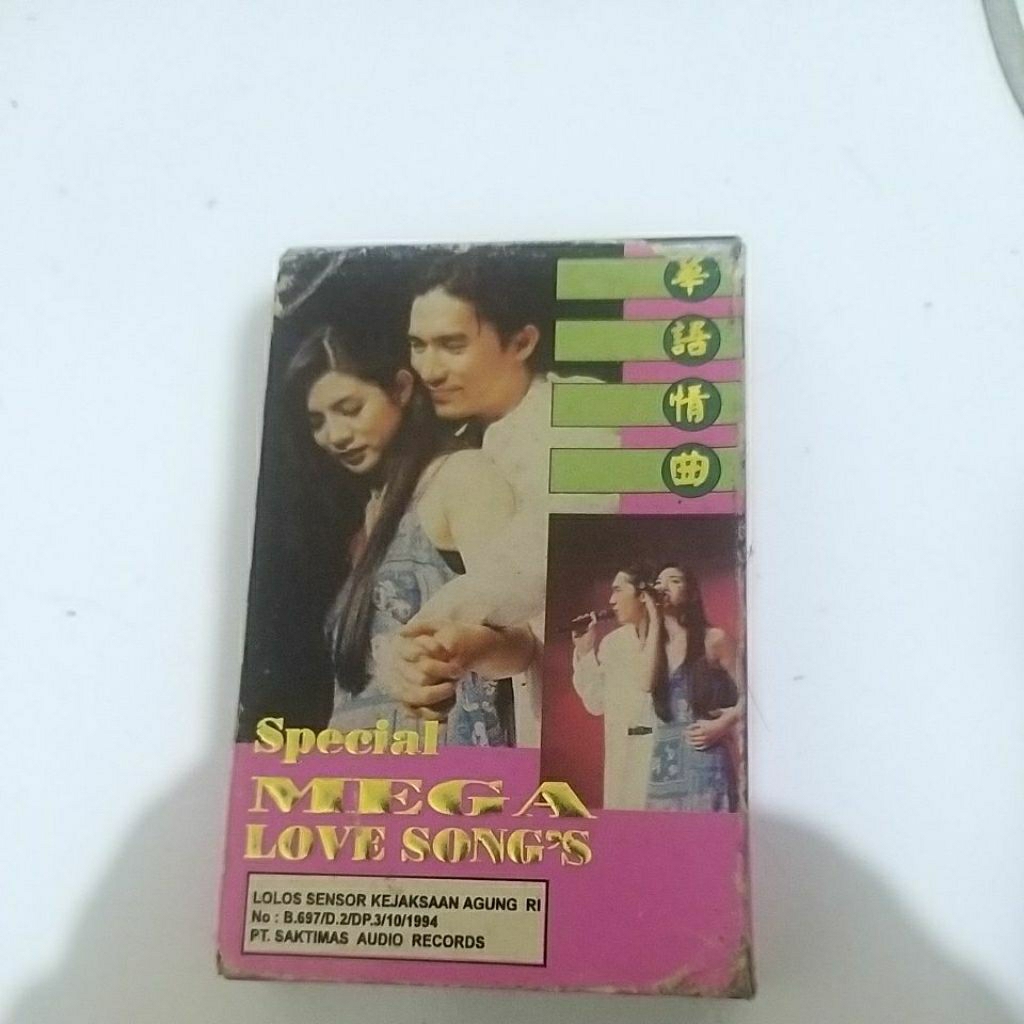 華
語
情
曲
Special
MEGA
LOVE SONG'S
LOLOS SENSOR KEJAKSAAN AGUNG RI
No : B.697/D.2/DP.3/10/1994
PT. SAKTIMAS AUDIO RECORDS